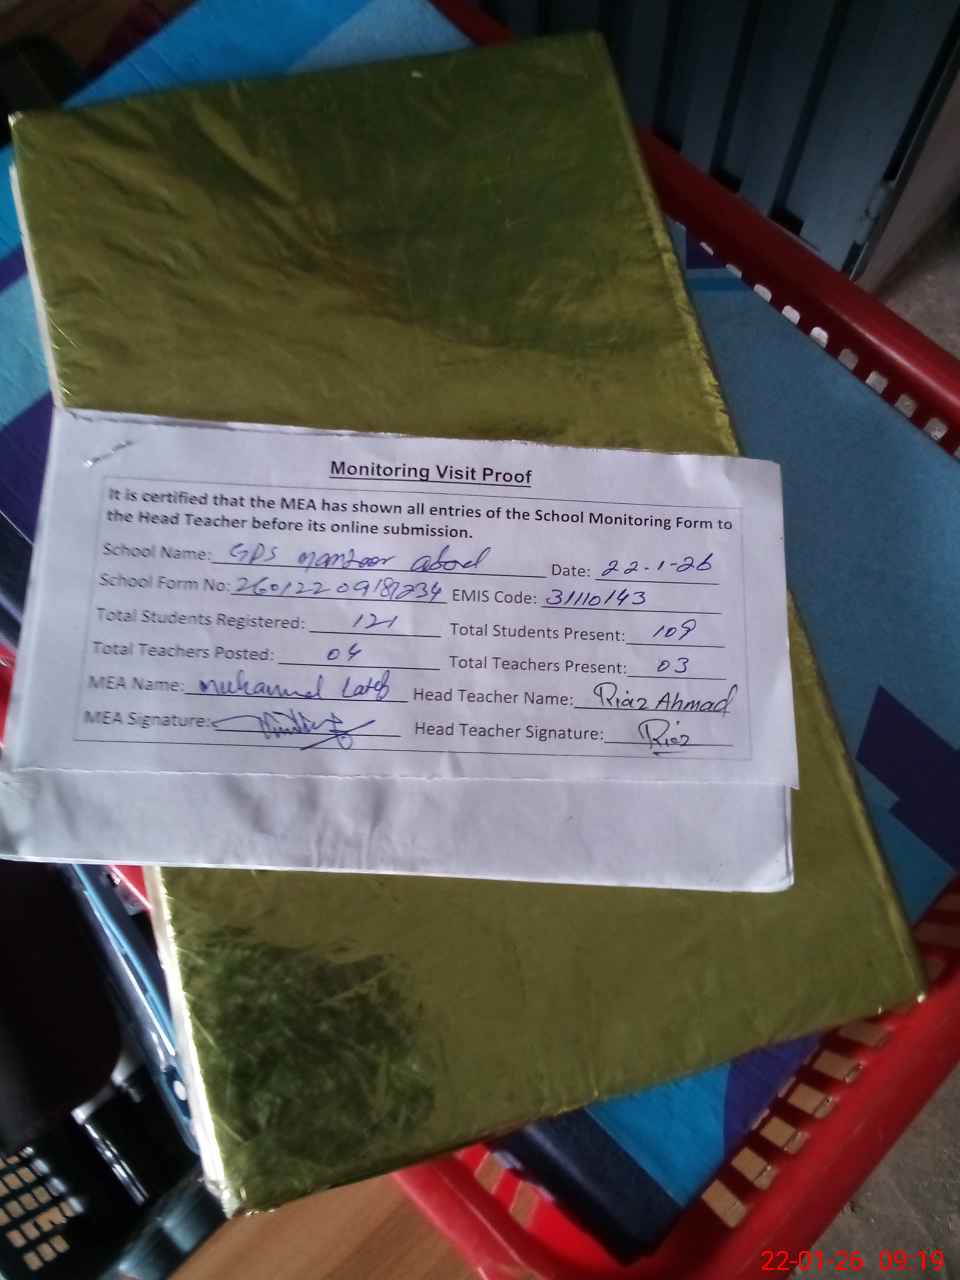 Monitoring Visit Proof
It is certified that the MEA has shown all entries of the School Monitoring Form to
the Head Teacher before its online submission.
School Name: GPS manzoor abad Date: 22-1-26
School Form No: EMIS Code: 31110143
Total Students Registered: 121 Total Students Present: 109
Total Teachers Posted: 04 Total Teachers Present: 03
MEA Name: Head Teacher Name: Riaz Ahmad
MEA Signature: Head Teacher Signature: Riaz
22-01-26 09:19